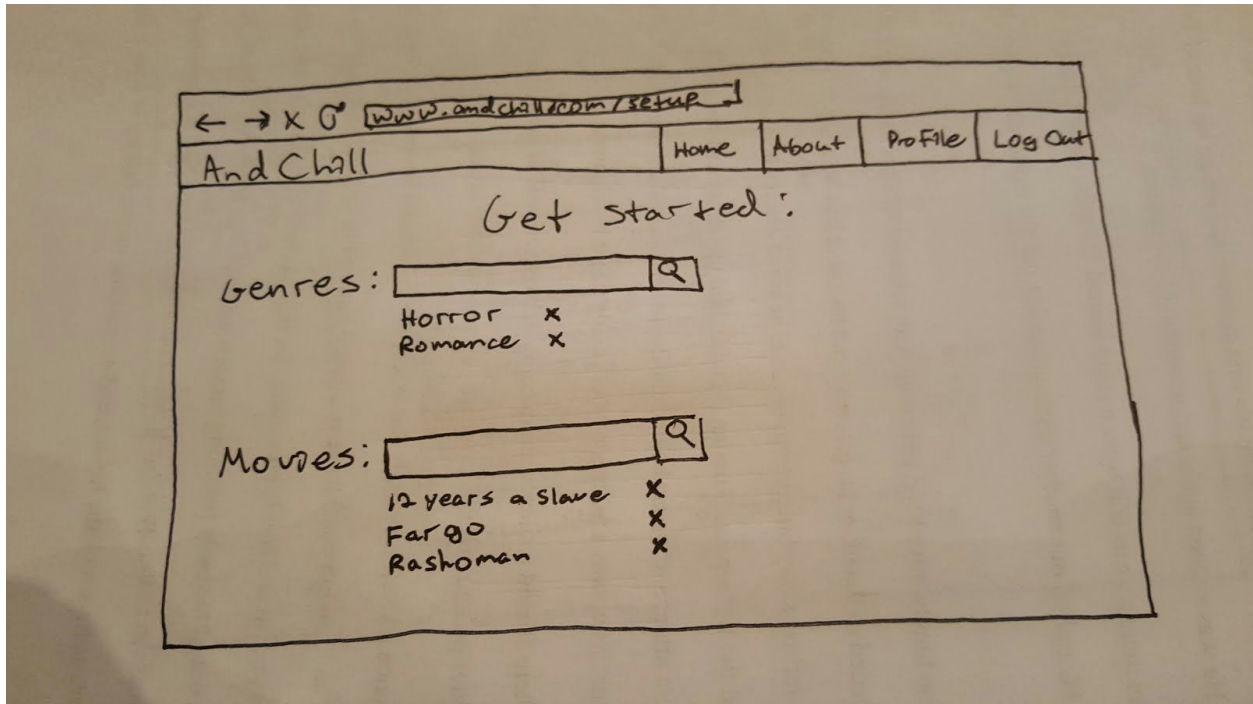 ← → x www.andchill.com/setup
And Chill Home About Profile Log Out
Get started:
Genres:
Horror x
Romance x
Movies:
12 years a Slave x
Fargo x
Rashoman x